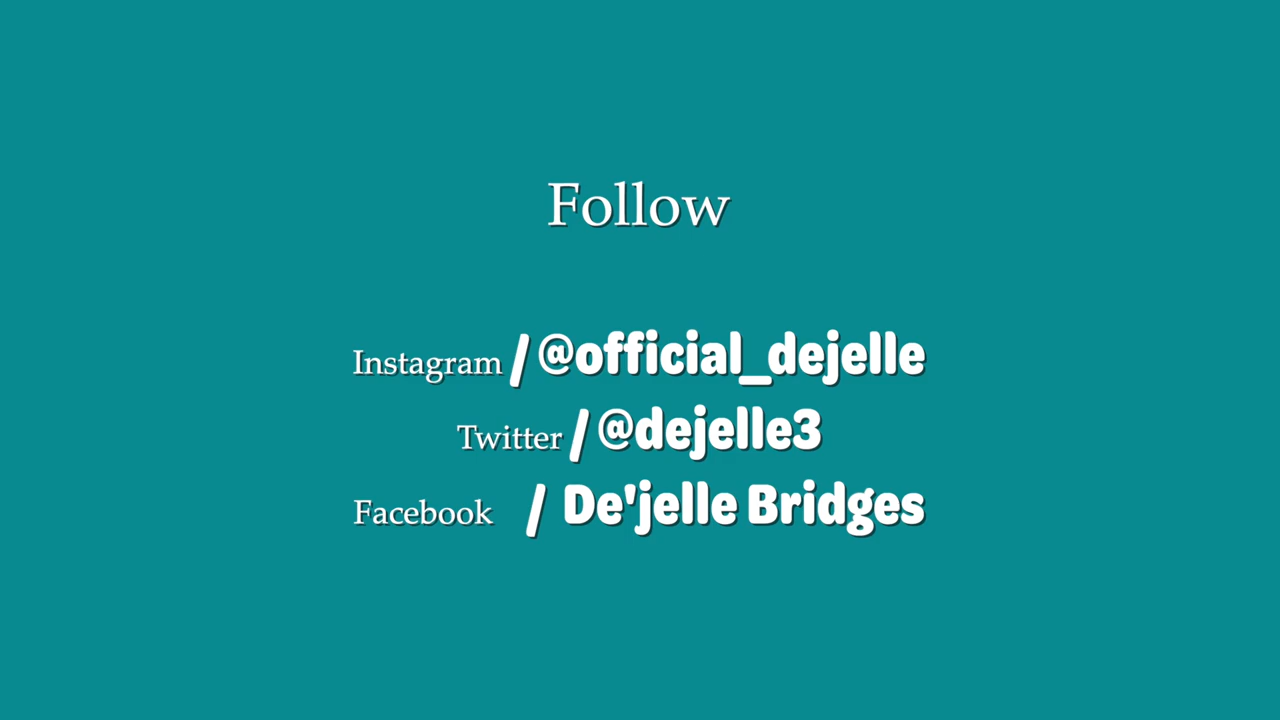 Follow
Instagram / @official_dejelle
Twitter / @dejelle3
Facebook / De'jelle Bridges